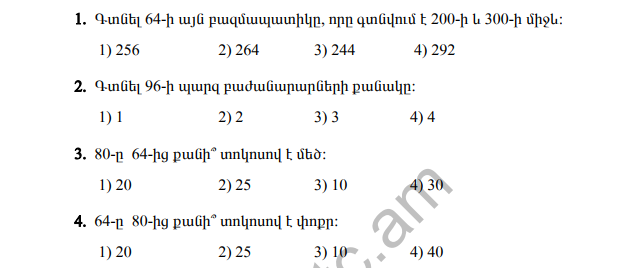 1. Գտնել 64-ի այն բազմապատիկը, որը գտնվում է 200-ի և 300-ի միջև:
1) 256 2) 264 3) 244 4) 292
2. Գտնել 96-ի պարզ բաժանարարների քանակը:
1) 1 2) 2 3) 3 4) 4
3. 80-ը 64-ից քանի՞ տոկոսով է մեծ:
1) 20 2) 25 3) 10 4) 30
4. 64-ը 80-ից քանի՞ տոկոսով է փոքր:
1) 20 2) 25 3) 10 4) 40